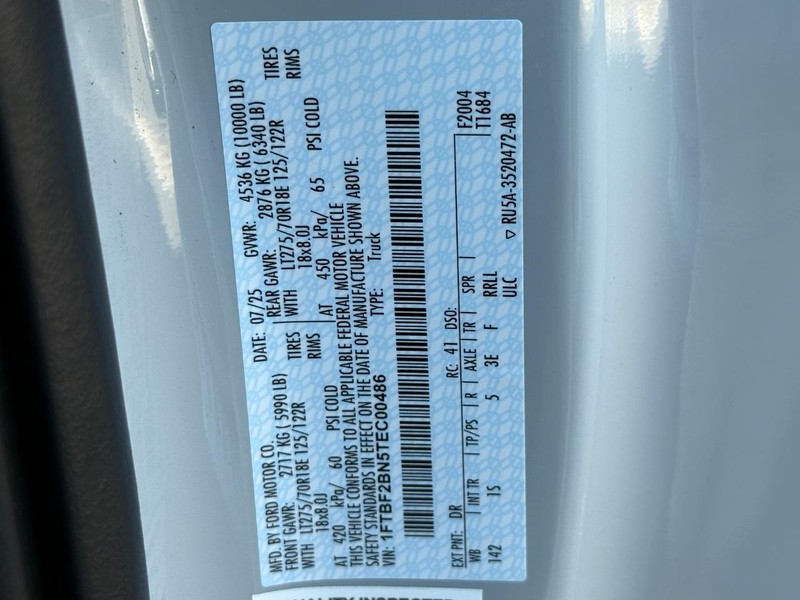 MFD. BY FORD MOTOR CO.
DATE: 07/25 GVWR: 4536 KG (10000 LB)
FRONT GAWR: 2717 KG ( 5990 LB) REAR GAWR: 2876 KG ( 6340 LB)
WITH LT275/70R18E 125/122R TIRES WITH LT275/70R18E 125/122R TIRES
18x8.0J RIMS 18x8.0J RIMS
AT 420 kPa/ 60 PSI COLD AT 450 kPa/ 65 PSI COLD
THIS VEHICLE CONFORMS TO ALL APPLICABLE FEDERAL MOTOR VEHICLE
SAFETY STANDARDS IN EFFECT ON THE DATE OF MANUFACTURE SHOWN ABOVE.
VIN: 1FTBF2BN5TEC00486 TYPE: Truck
EXT PNT: DR RC: 41 DSO: F2004
WB | INT TR | TP/PS | R | AXLE | TR | SPR | T1684
142 IS 5 3E F RRLL
ULC ▽ RU5A-3520472-AB
QUALITY INSPECTED